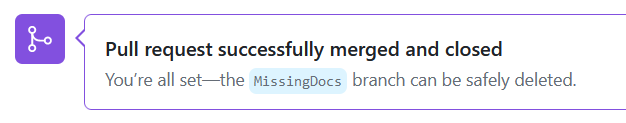 Pull request successfully merged and closed
You’re all set—the MissingDocs branch can be safely deleted.